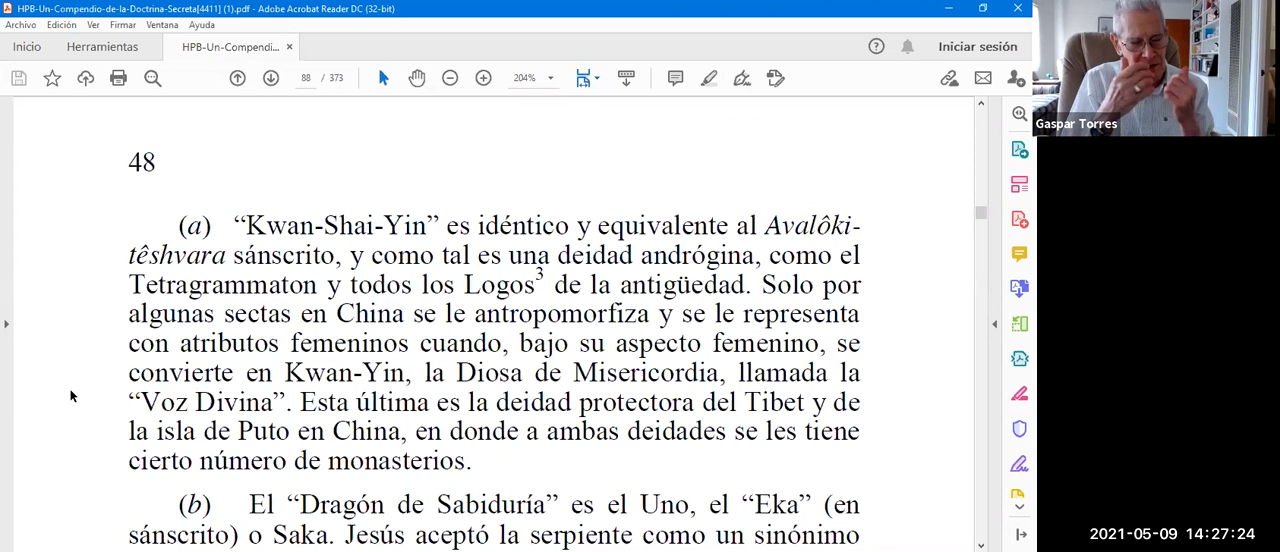 HPB-Un-Compendio-de-la-Doctrina-Secreta[4411] (1).pdf - Adobe Acrobat Reader DC (32-bit)
Archivo Edición Ver Firmar Ventana Ayuda
Inicio Herramientas HPB-Un-Compendi... × Iniciar sesión
88 / 373 204%
Gaspar Torres
48
(a) “Kwan-Shai-Yin” es idéntico y equivalente al Avalôki-
têshvara sánscrito, y como tal es una deidad andrógina, como el
Tetragrammaton y todos los Logos3 de la antigüedad. Solo por
algunas sectas en China se le antropomorfiza y se le representa
con atributos femeninos cuando, bajo su aspecto femenino, se
convierte en Kwan-Yin, la Diosa de Misericordia, llamada la
“Voz Divina”. Esta última es la deidad protectora del Tibet y de
la isla de Puto en China, en donde a ambas deidades se les tiene
cierto número de monasterios.
(b) El “Dragón de Sabiduría” es el Uno, el “Eka” (en
sánscrito) o Saka. Jesús aceptó la serpiente como un sinónimo
2021-05-09 14:27:24